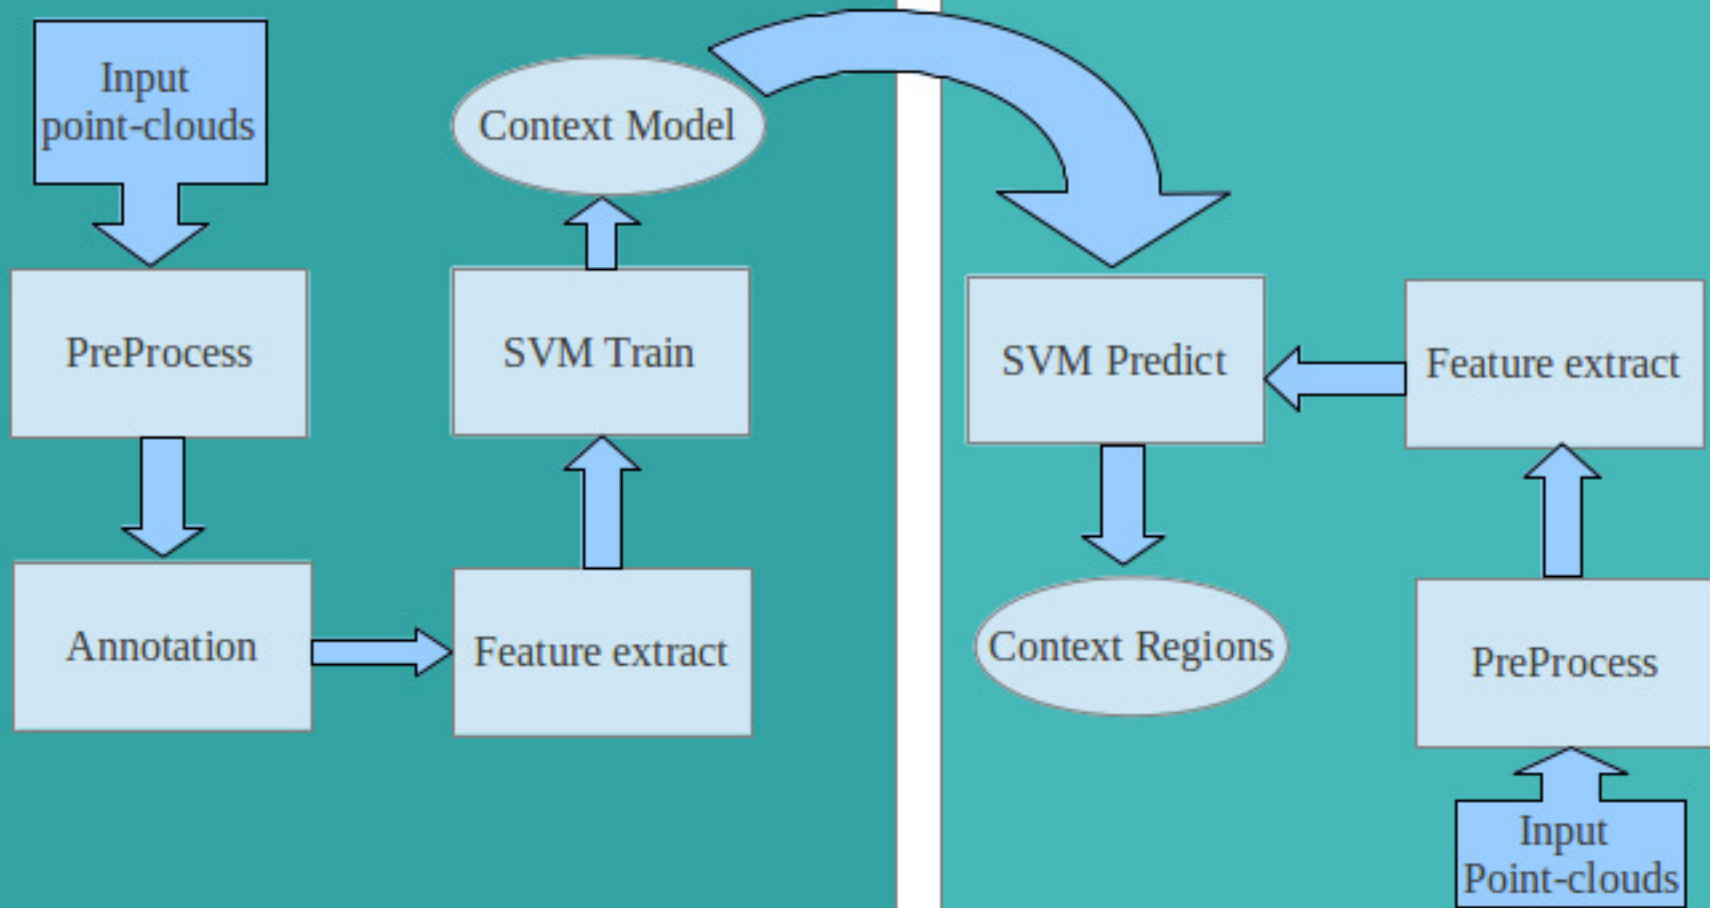 Input
point-clouds
PreProcess
Annotation
Feature extract
SVM Train
Context Model
SVM Predict
Context Regions
Feature extract
PreProcess
Input
Point-clouds